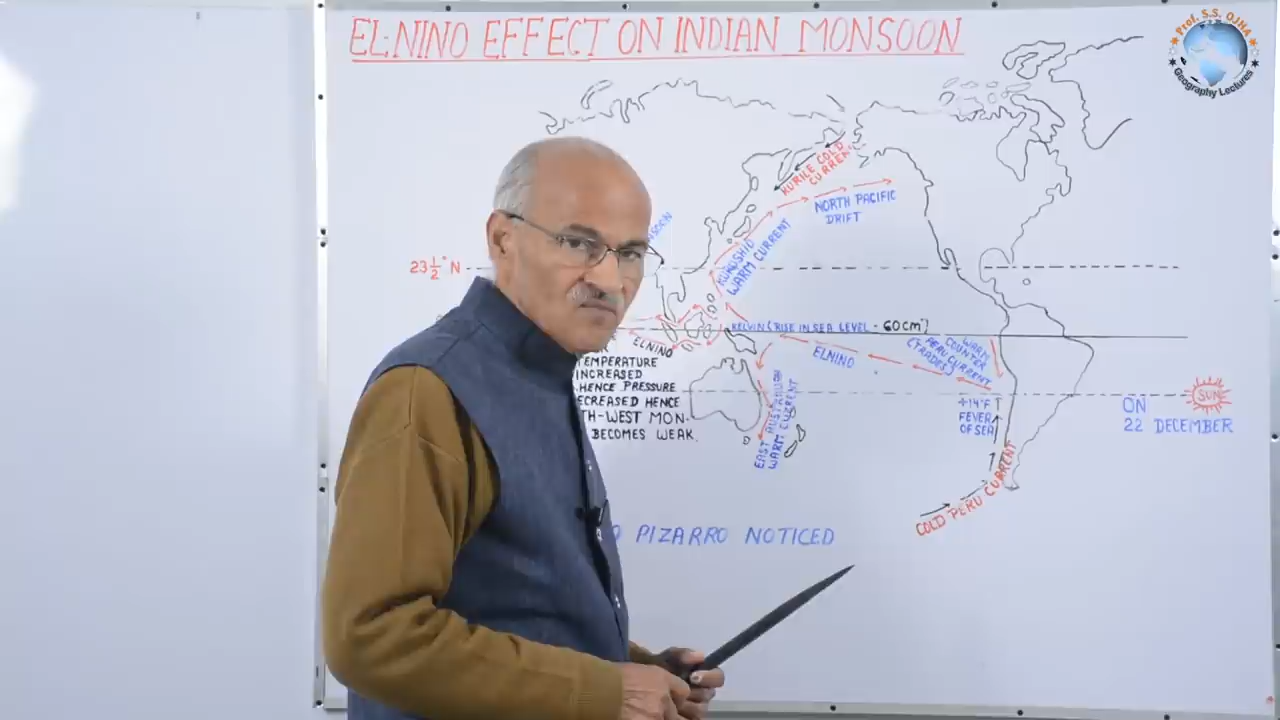 EL-NINO EFFECT ON INDIAN MONSOON
Prof. S.S. OJHA
Geography Lectures
KURILE COLD
CURRENT
NORTH PACIFIC
DRIFT
KUROSHIO
WARM CURRENT
23½° N
KELVIN (RISE IN SEA LEVEL - 60 cm)
ELNINO
ELNINO
WARM
COUNTER
PERU CURRENT
(TRADES)
TEMPERATURE
INCREASED
HENCE PRESSURE
ECREASED HENCE
TH-WEST MON-
BECOMES WEAK.
EAST AUSTRALIAN
WARM CURRENT
+14°F
FEVER
OF SEA
SUN
ON
22 DECEMBER
COLD PERU CURRENT
PIZARRO NOTICED